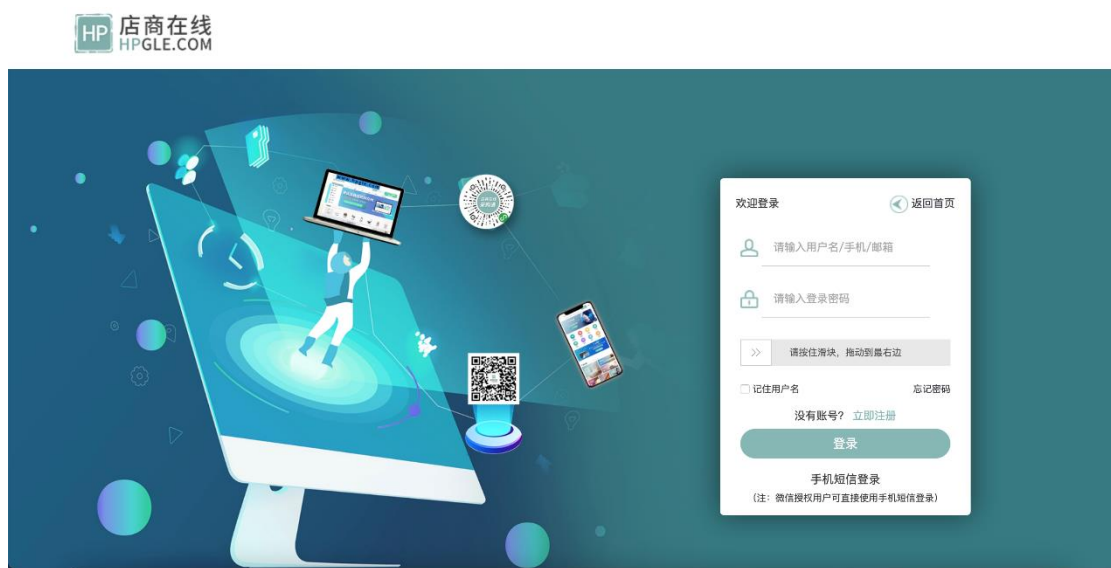 HP 店商在线
HPGLE.COM
欢迎登录
返回首页
请输入用户名/手机/邮箱
请输入登录密码
>> 请按住滑块，拖动到最右边
记住用户名
忘记密码
没有账号？ 立即注册
登录
手机短信登录
（注：微信授权用户可直接使用手机短信登录）